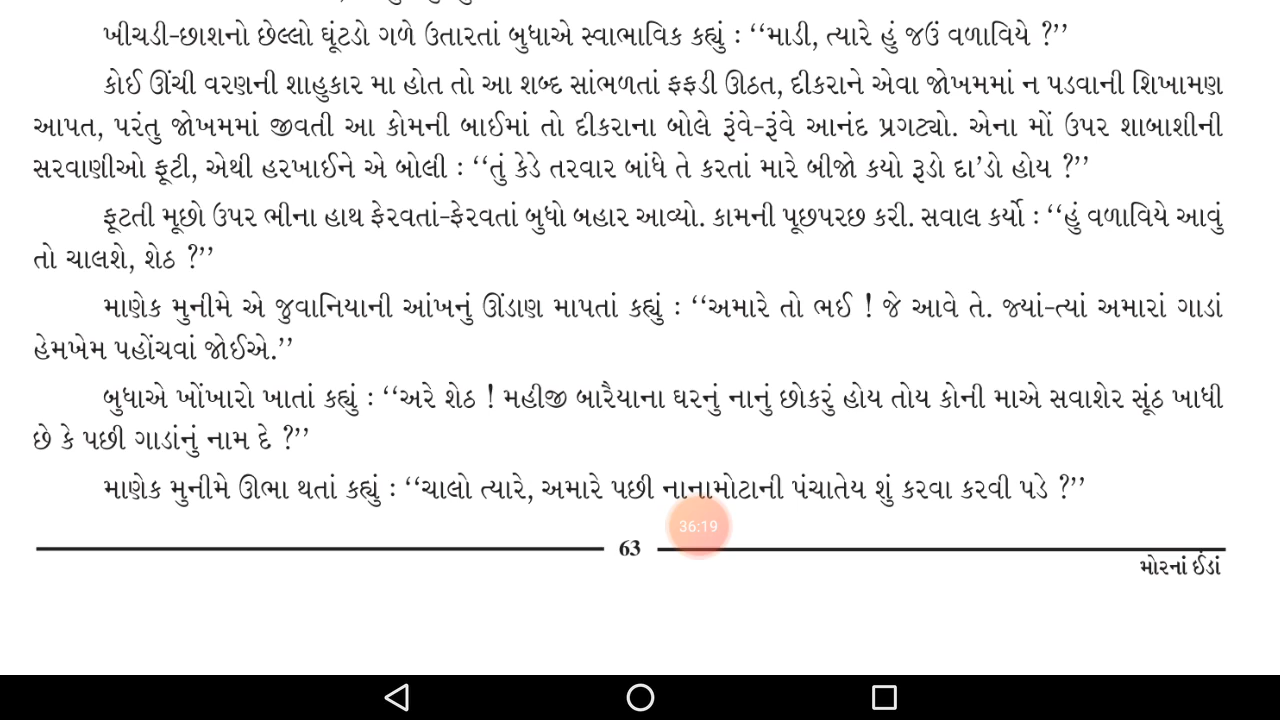 ખીચડી-છાશનો છેલ્લો ઘૂંટડો ગળે ઉતારતાં બુધાએ સ્વાભાવિક કહ્યું : ‘‘માડી, ત્યારે હું જઉં વળાવિયે ?’’
કોઈ ઊંચી વરણની શાહુકાર મા હોત તો આ શબ્દ સાંભળતાં ફફડી ઊઠત, દીકરાને એવા જોખમમાં ન પડવાની શિખામણ
આપત, પરંતુ જોખમમાં જીવતી આ કોમની બાઈમાં તો દીકરાના બોલે રૂંવે-રૂંવે આનંદ પ્રગટ્યો. એના મોં ઉપર શાબાશીની
સરવાણીઓ ફૂટી, એથી હરખાઈને એ બોલી : ‘‘તું કેડે તરવાર બાંધે તે કરતાં મારે બીજો કયો રૂડો દા’ડો હોય ?’’
ફૂટતી મૂછો ઉપર ભીના હાથ ફેરવતાં-ફેરવતાં બુધો બહાર આવ્યો. કામની પૂછપરછ કરી. સવાલ કર્યો : ‘‘હું વળાવિયે આવું
તો ચાલશે, શેઠ ?’’
માણેક મુનીમે એ જુવાનિયાની આંખનું ઊંડાણ માપતાં કહ્યું : ‘‘અમારે તો ભઈ ! જે આવે તે. જ્યાં-ત્યાં અમારાં ગાડાં
હેમખેમ પહોંચવાં જોઈએ.’’
બુધાએ ખોંખારો ખાતાં કહ્યું : ‘‘અરે શેઠ ! મહીજી બારૈયાના ઘરનું નાનું છોકરું હોય તોય કોની માએ સવાશેર સૂંઠ ખાધી
છે કે પછી ગાડાંનું નામ દે ?’’
માણેક મુનીમે ઊભા થતાં કહ્યું : ‘‘ચાલો ત્યારે, અમારે પછી નાનામોટાની પંચાતેય શું કરવા કરવી પડે ?’’
36:19
63
મોરનાં ઈંડાં